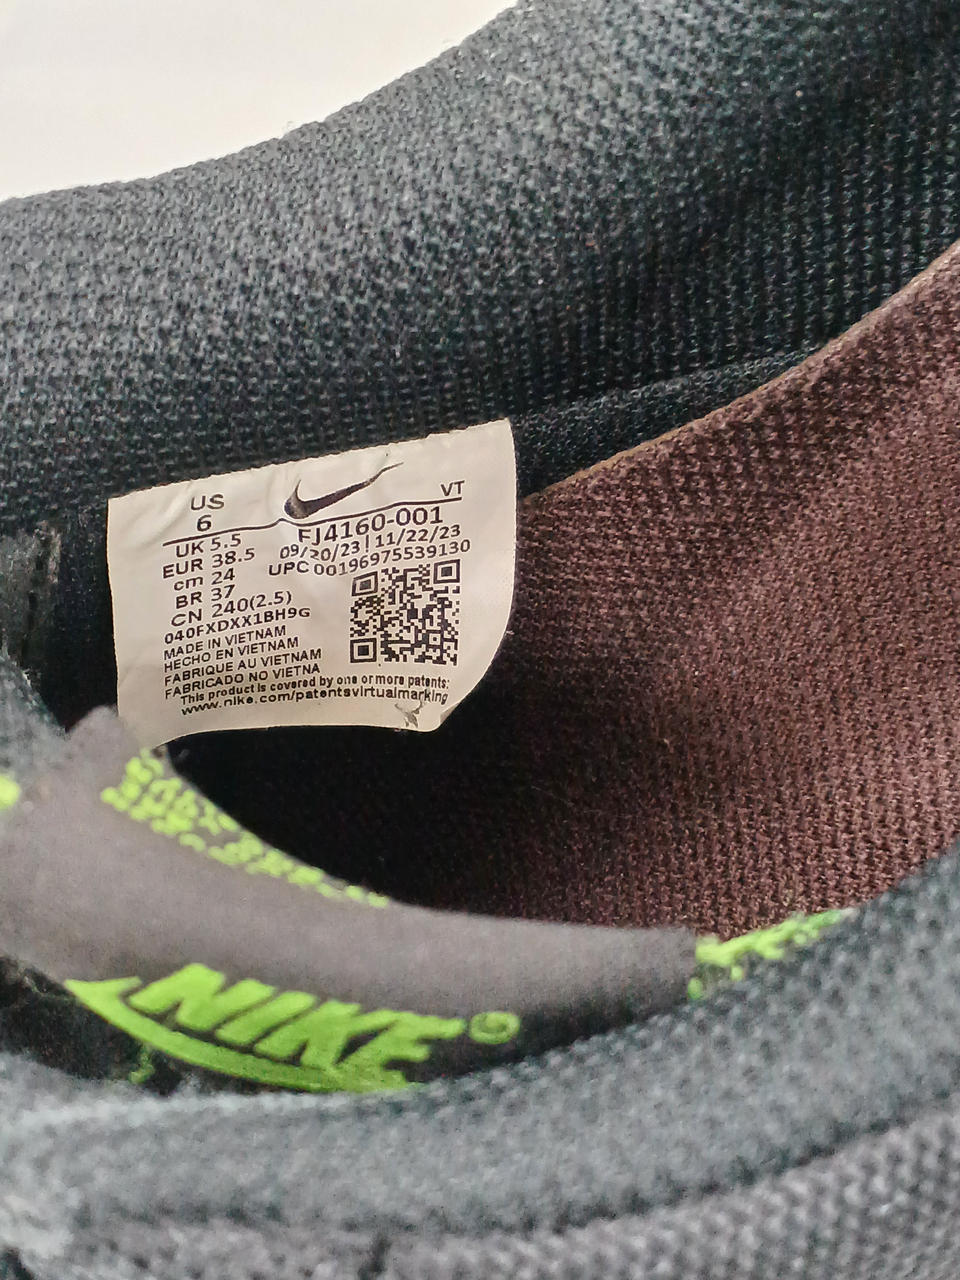 US
6
VT
UK 5.5
EUR 38.5
cm 24
BR 37
CN 240(2.5)
FJ4160-001
09/20/23 | 11/22/23
UPC 00196975539130
040FXDXX1BH9G
MADE IN VIETNAM
HECHO EN VIETNAM
FABRIQUE AU VIETNAM
FABRICADO NO VIETNA
This product is covered by one or more patents:
www.nike.com/patentsvirtualmarking
NIKE